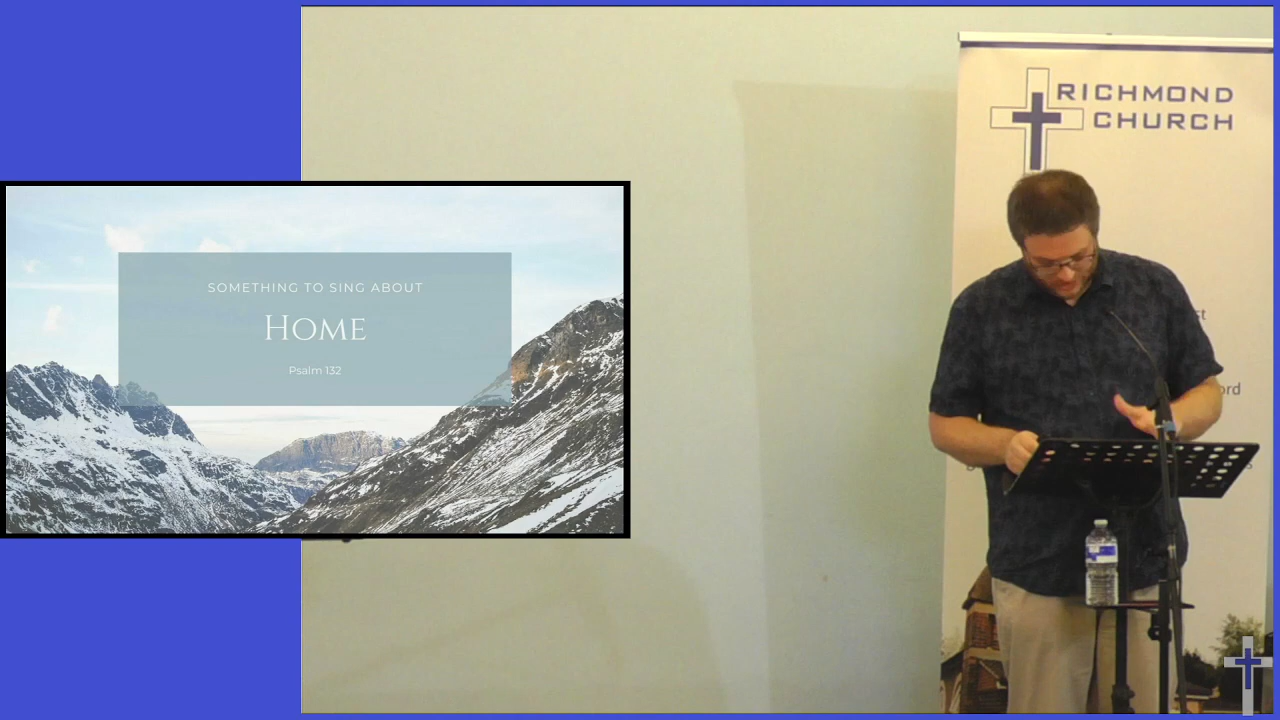 SOMETHING TO SING ABOUT
HOME
Psalm 132
RICHMOND
CHURCH